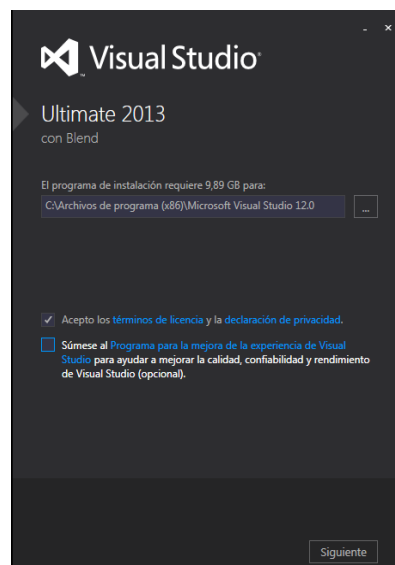 Visual Studio
Ultimate 2013
con Blend
El programa de instalación requiere 9,89 GB para:
C:\Archivos de programa (x86)\Microsoft Visual Studio 12.0
...
Acepto los términos de licencia y la declaración de privacidad.
Súmese al Programa para la mejora de la experiencia de Visual
Studio para ayudar a mejorar la calidad, confiabilidad y rendimiento
de Visual Studio (opcional).
Siguiente